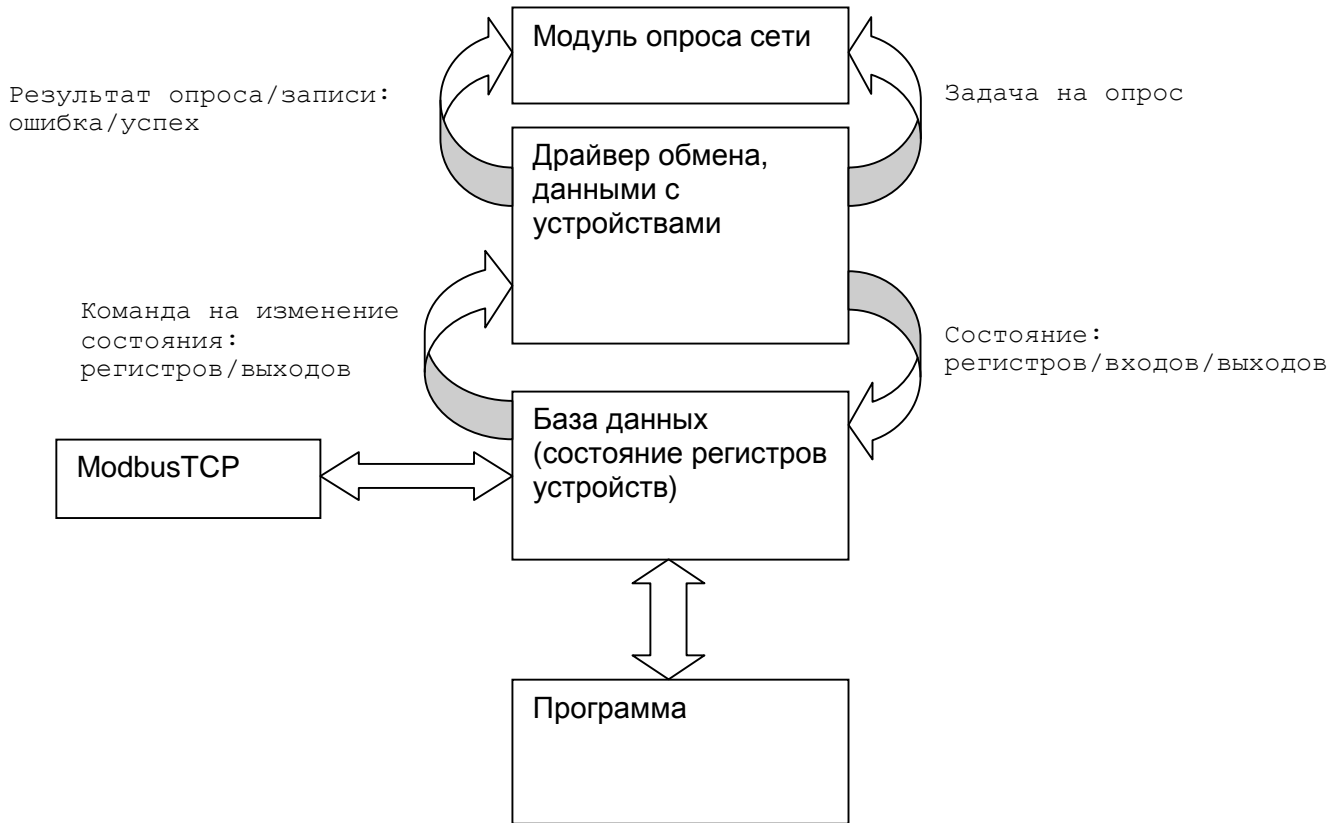 Модуль опроса сети
Результат опроса/записи:
ошибка/успех
Задача на опрос
Драйвер обмена,
данными с
устройствами
Команда на изменение
состояния:
регистров/выходов
Состояние:
регистров/входов/выходов
База данных
(состояние регистров
устройств)
ModbusTCP
Программа